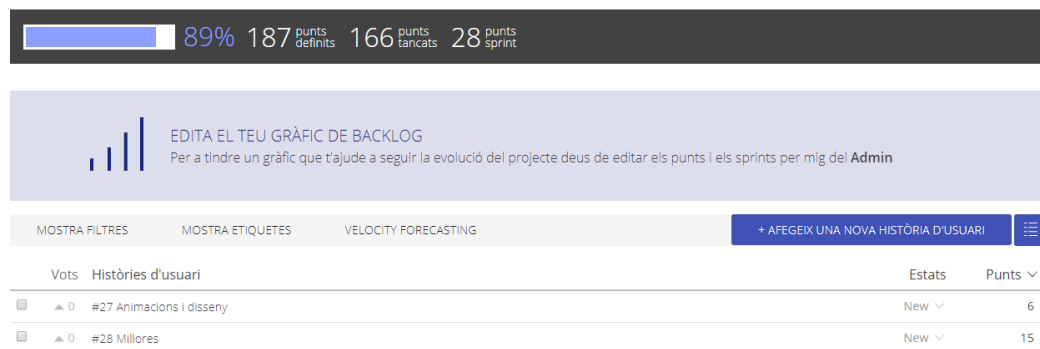 89% 187 punts definits 166 punts tancats 28 punts sprint
EDITA EL TEU GRÀFIC DE BACKLOG
Per a tindre un gràfic que t'ajude a seguir la evolució del projecte deus de editar els punts i els sprints per mig del Admin
MOSTRA FILTRES MOSTRA ETIQUETES VELOCITY FORECASTING + AFEGEIX UNA NOVA HISTÒRIA D'USUARI
Vots Històries d'usuari Estats Punts
0 #27 Animacions i disseny New 6
0 #28 Millores New 15